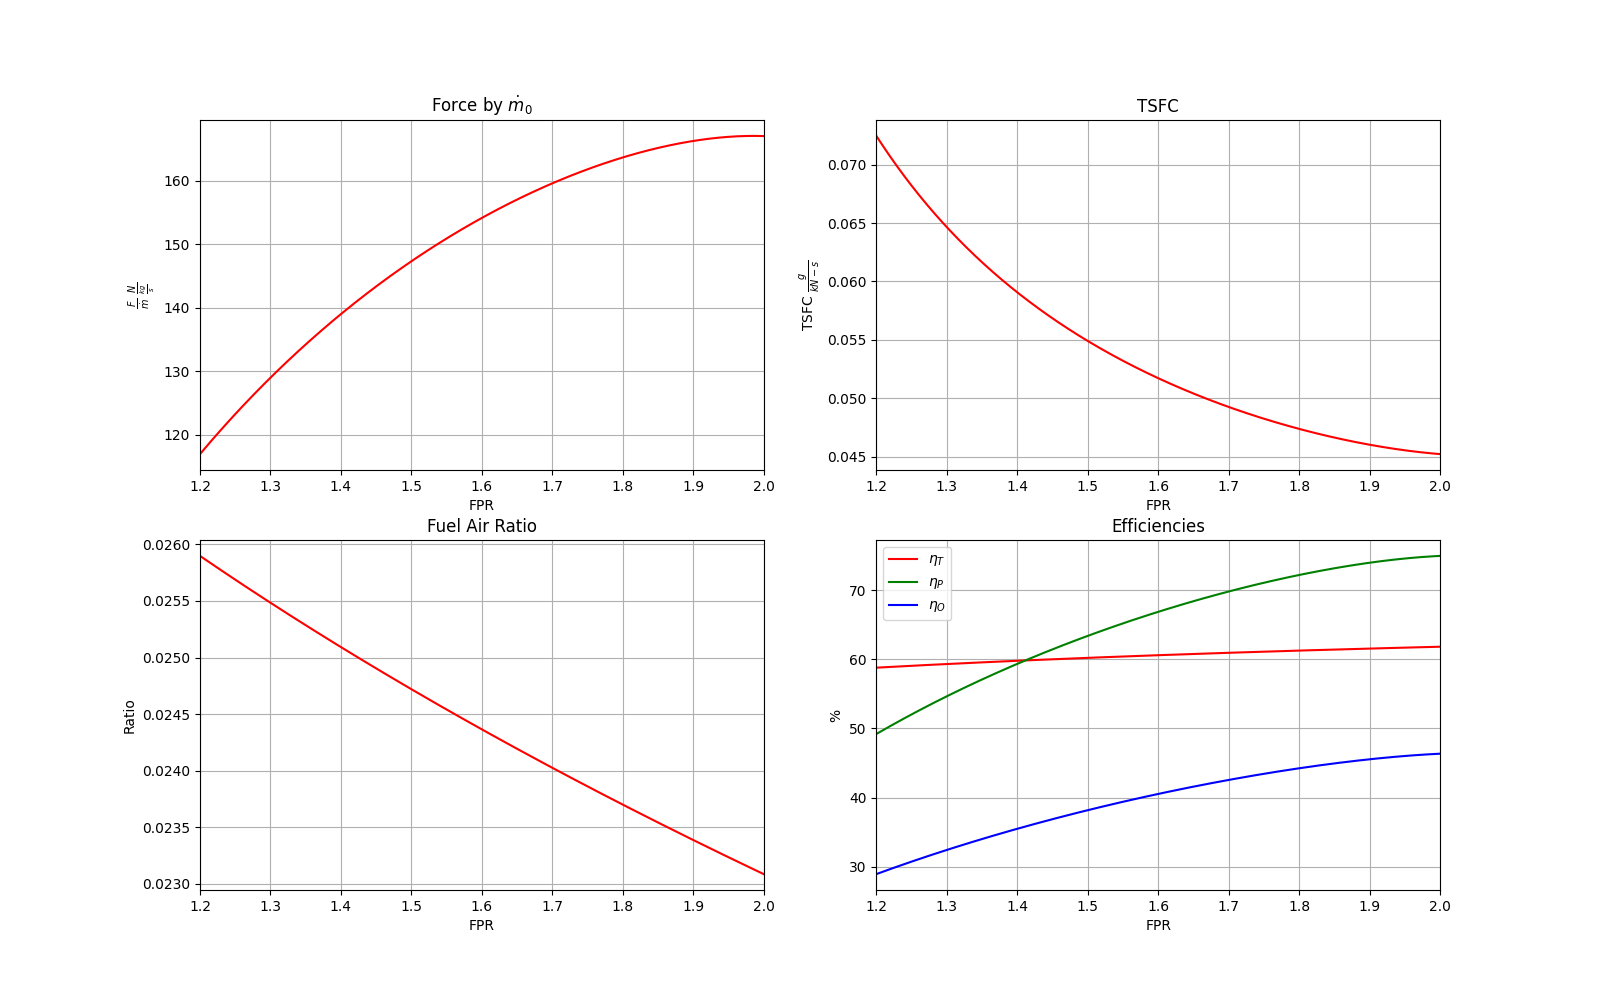 Force by ṁ₀
F/ṁ N/(kg/s)
160
150
140
130
120
1.2 1.3 1.4 1.5 1.6 1.7 1.8 1.9 2.0
FPR
TSFC
TSFC g/(kN − s)
0.070
0.065
0.060
0.055
0.050
0.045
1.2 1.3 1.4 1.5 1.6 1.7 1.8 1.9 2.0
FPR
Fuel Air Ratio
Ratio
0.0260
0.0255
0.0250
0.0245
0.0240
0.0235
0.0230
1.2 1.3 1.4 1.5 1.6 1.7 1.8 1.9 2.0
FPR
Efficiencies
%
η_T
η_P
η_O
70
60
50
40
30
1.2 1.3 1.4 1.5 1.6 1.7 1.8 1.9 2.0
FPR